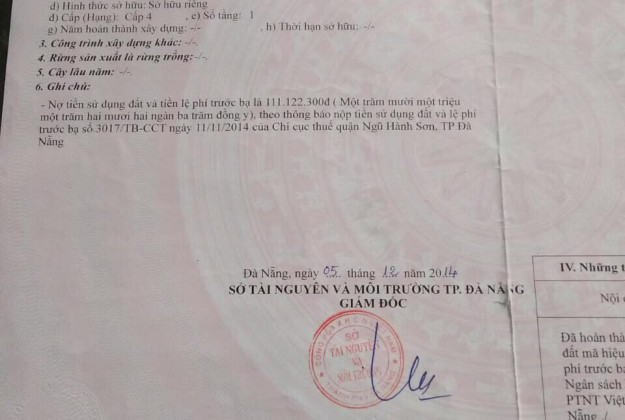 d) Hình thức sở hữu: Sở hữu riêng
đ) Cấp (Hạng): Cấp 4 , e) Số tầng: 1
g) Năm hoàn thành xây dựng: -/- , h) Thời hạn sở hữu: -/-
3. Công trình xây dựng khác: -/-.
4. Rừng sản xuất là rừng trồng:-/-.
5. Cây lâu năm: -/-.
6. Ghi chú:
- Nợ tiền sử dụng đất và tiền lệ phí trước bạ là 111.122.300đ ( Một trăm mười một triệu
một trăm hai mươi hai ngàn ba trăm đồng y), theo thông báo nộp tiền sử dụng đất và lệ phí
trước bạ số 3017/TB-CCT ngày 11/11/2014 của Chi cục thuế quận Ngũ Hành Sơn, TP Đà
Nẵng
Đà Nẵng, ngày 05 tháng 12 năm 2014
SỞ TÀI NGUYÊN VÀ MÔI TRƯỜNG TP. ĐÀ NẴNG
GIÁM ĐỐC
SỞ
TÀI NGUYÊN
VÀ
MÔI TRƯỜNG
IV. Những t
Nội
Đã hoàn thà
đất mã hiệu
phí trước bạ
Ngân sách
PTNT Việt
Nẵng ./.